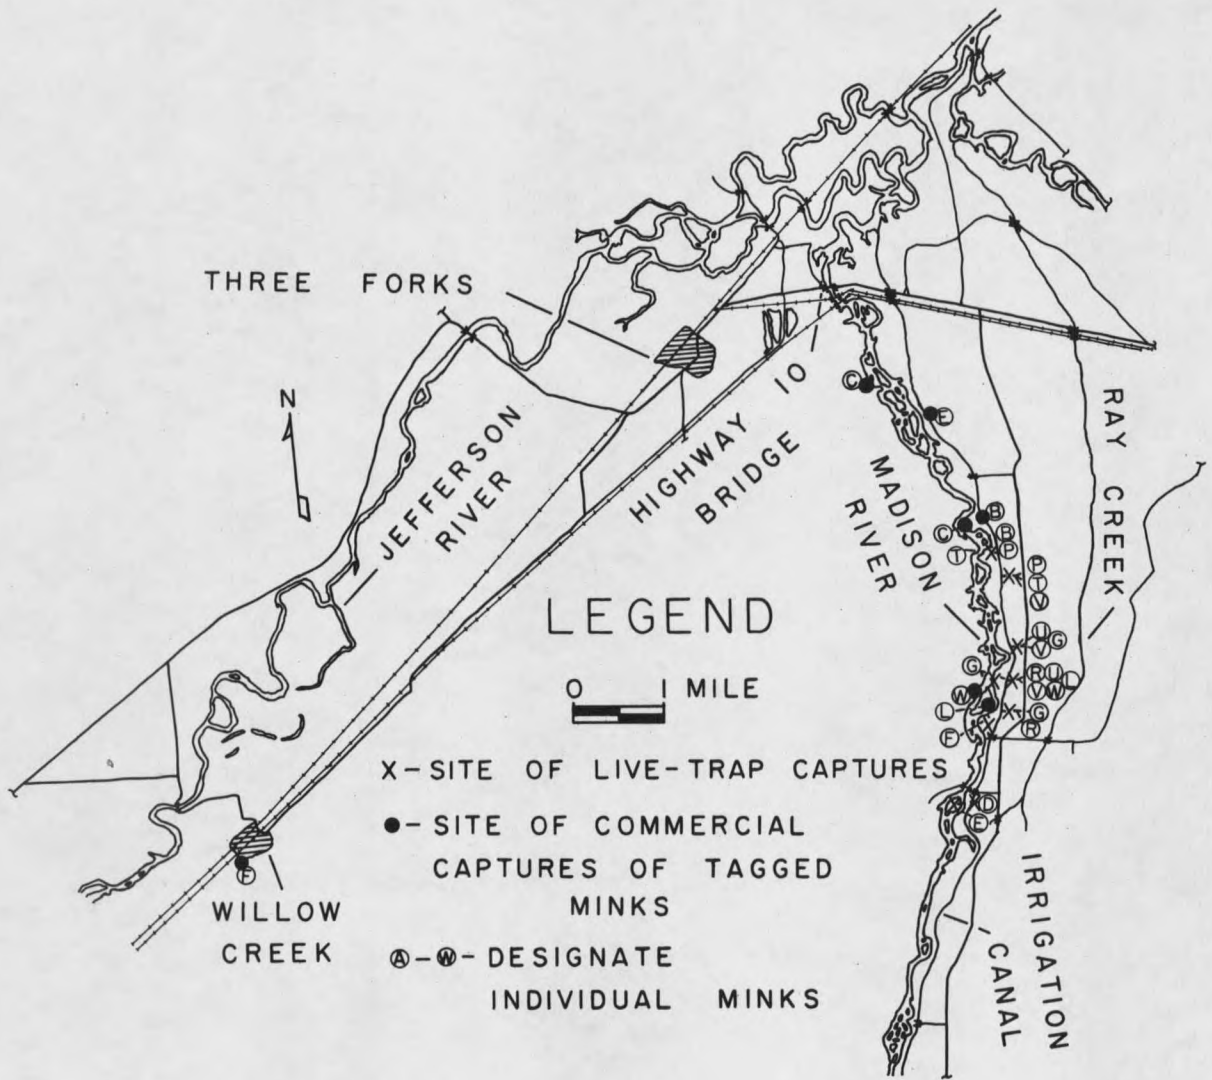 THREE FORKS
N
JEFFERSON
RIVER
HIGHWAY 10
BRIDGE
MADISON
RIVER
RAY CREEK
C
E
B
C
B
T
P
P
T
V
U
G
V
G
R U L
V W
W
L
G
F
R
D
E
LEGEND
0 1 MILE
X-SITE OF LIVE-TRAP CAPTURES
●-SITE OF COMMERCIAL
CAPTURES OF TAGGED
MINKS
Ⓐ-Ⓦ-DESIGNATE
INDIVIDUAL MINKS
F
WILLOW
CREEK
IRRIGATION
CANAL